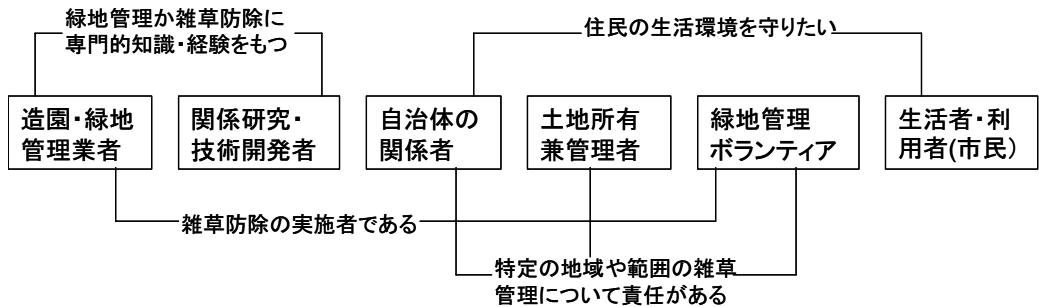 緑地管理か雑草防除に
専門的知識・経験をもつ
住民の生活環境を守りたい
造園・緑地
管理業者
関係研究・
技術開発者
自治体の
関係者
土地所有
兼管理者
緑地管理
ボランティア
生活者・利
用者(市民)
雑草防除の実施者である
特定の地域や範囲の雑草
管理について責任がある